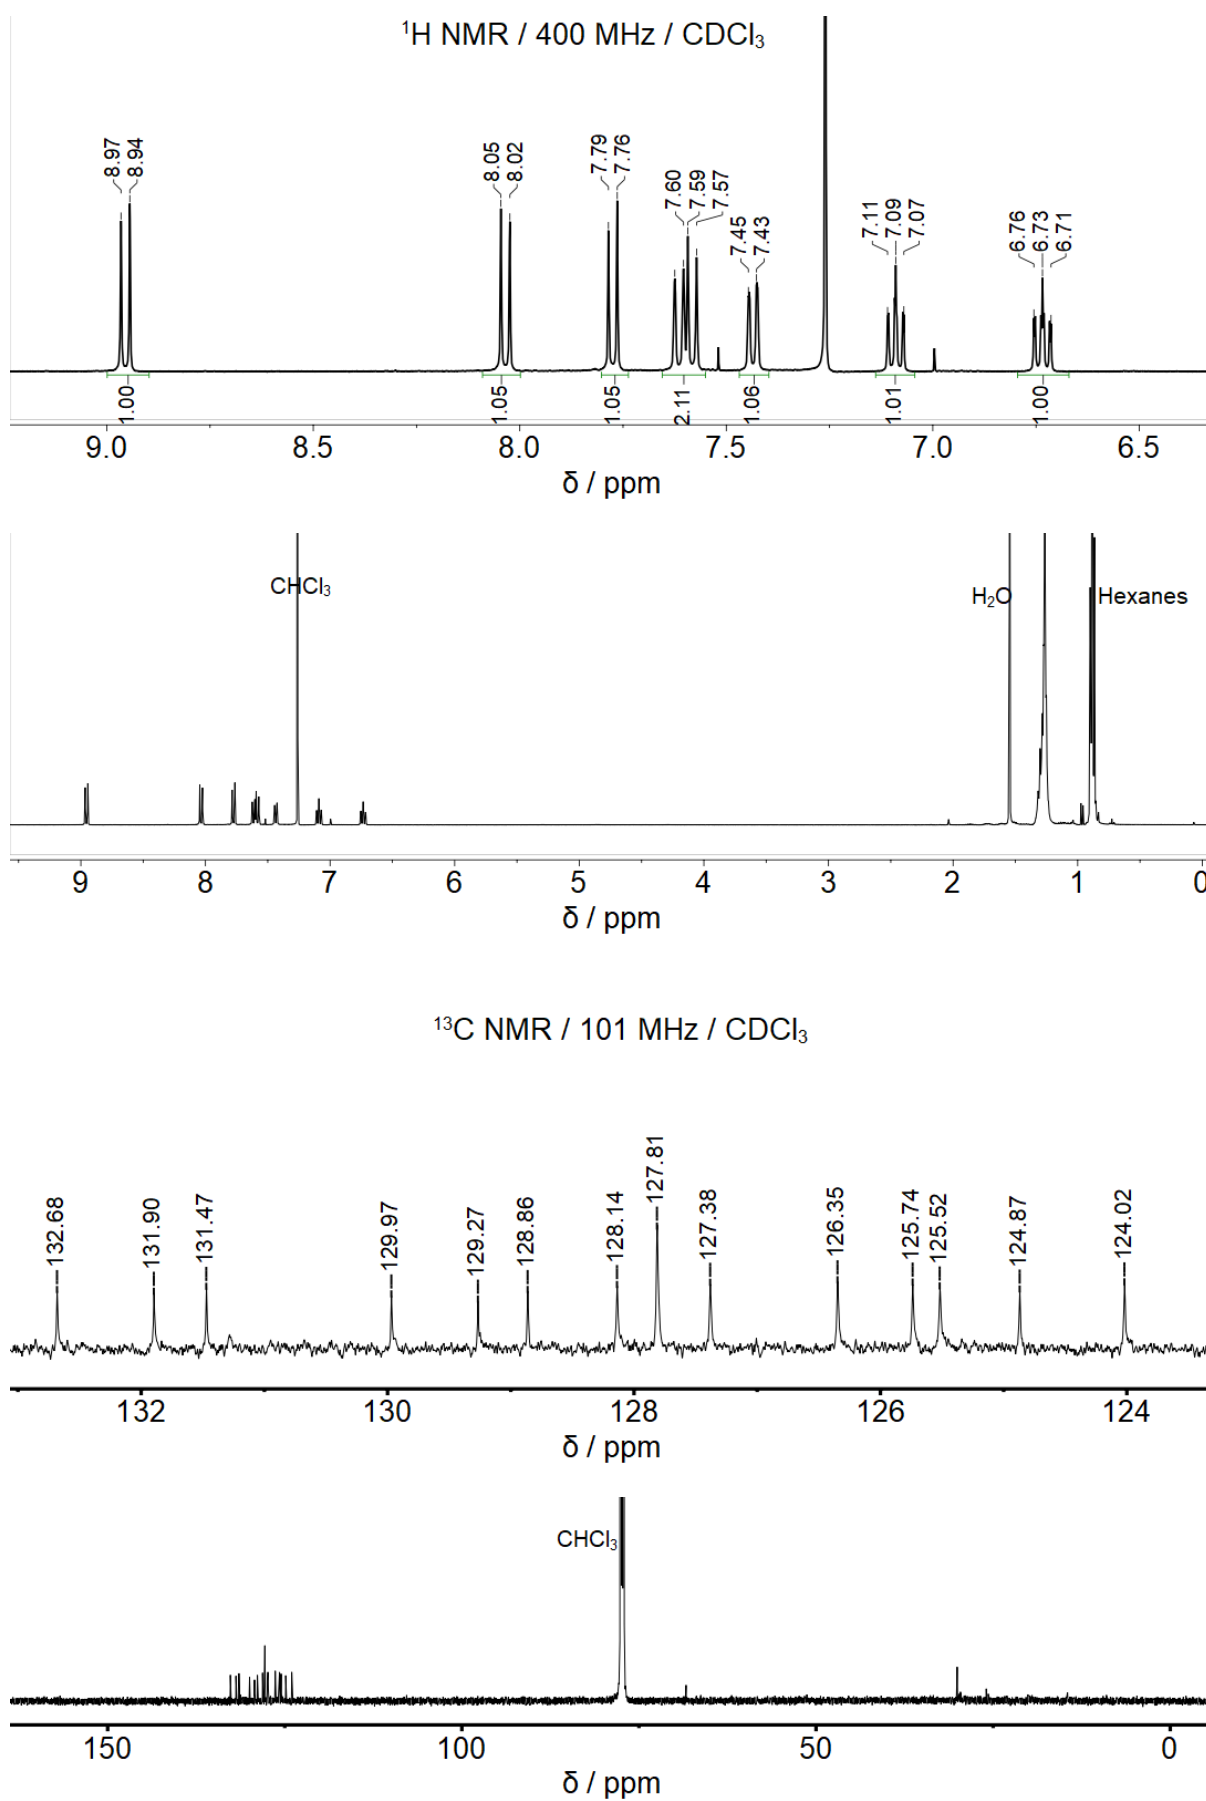 ¹H NMR / 400 MHz / CDCl₃
8.97 8.94 8.05 8.02 7.79 7.76 7.60 7.59 7.57 7.45 7.43 7.11 7.09 7.07 6.76 6.73 6.71
1.00 1.05 1.05 2.11 1.06 1.01 1.00
9.0 8.5 8.0 7.5 7.0 6.5
δ / ppm
CHCl₃ H₂O Hexanes
9 8 7 6 5 4 3 2 1 0
δ / ppm
¹³C NMR / 101 MHz / CDCl₃
132.68 131.90 131.47 129.97 129.27 128.86 128.14 127.81 127.38 126.35 125.74 125.52 124.87 124.02
132 130 128 126 124
δ / ppm
CHCl₃
150 100 50 0
δ / ppm